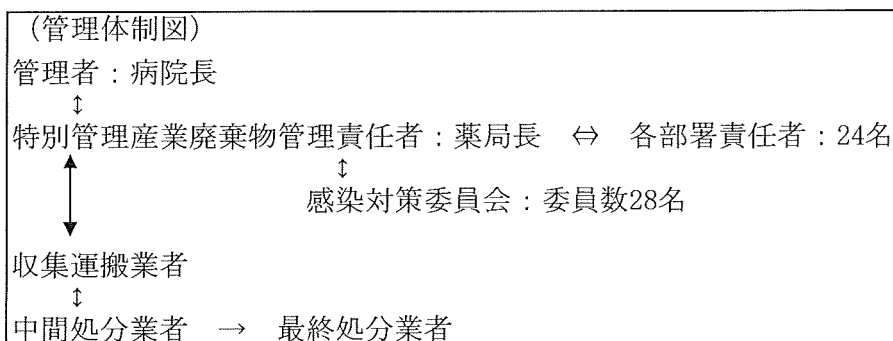 （管理体制図）
管理者：病院長
↕
特別管理産業廃棄物管理責任者：薬局長　⇔　各部署責任者：24名
↕
感染対策委員会：委員数28名
収集運搬業者
↕
中間処分業者　→　最終処分業者